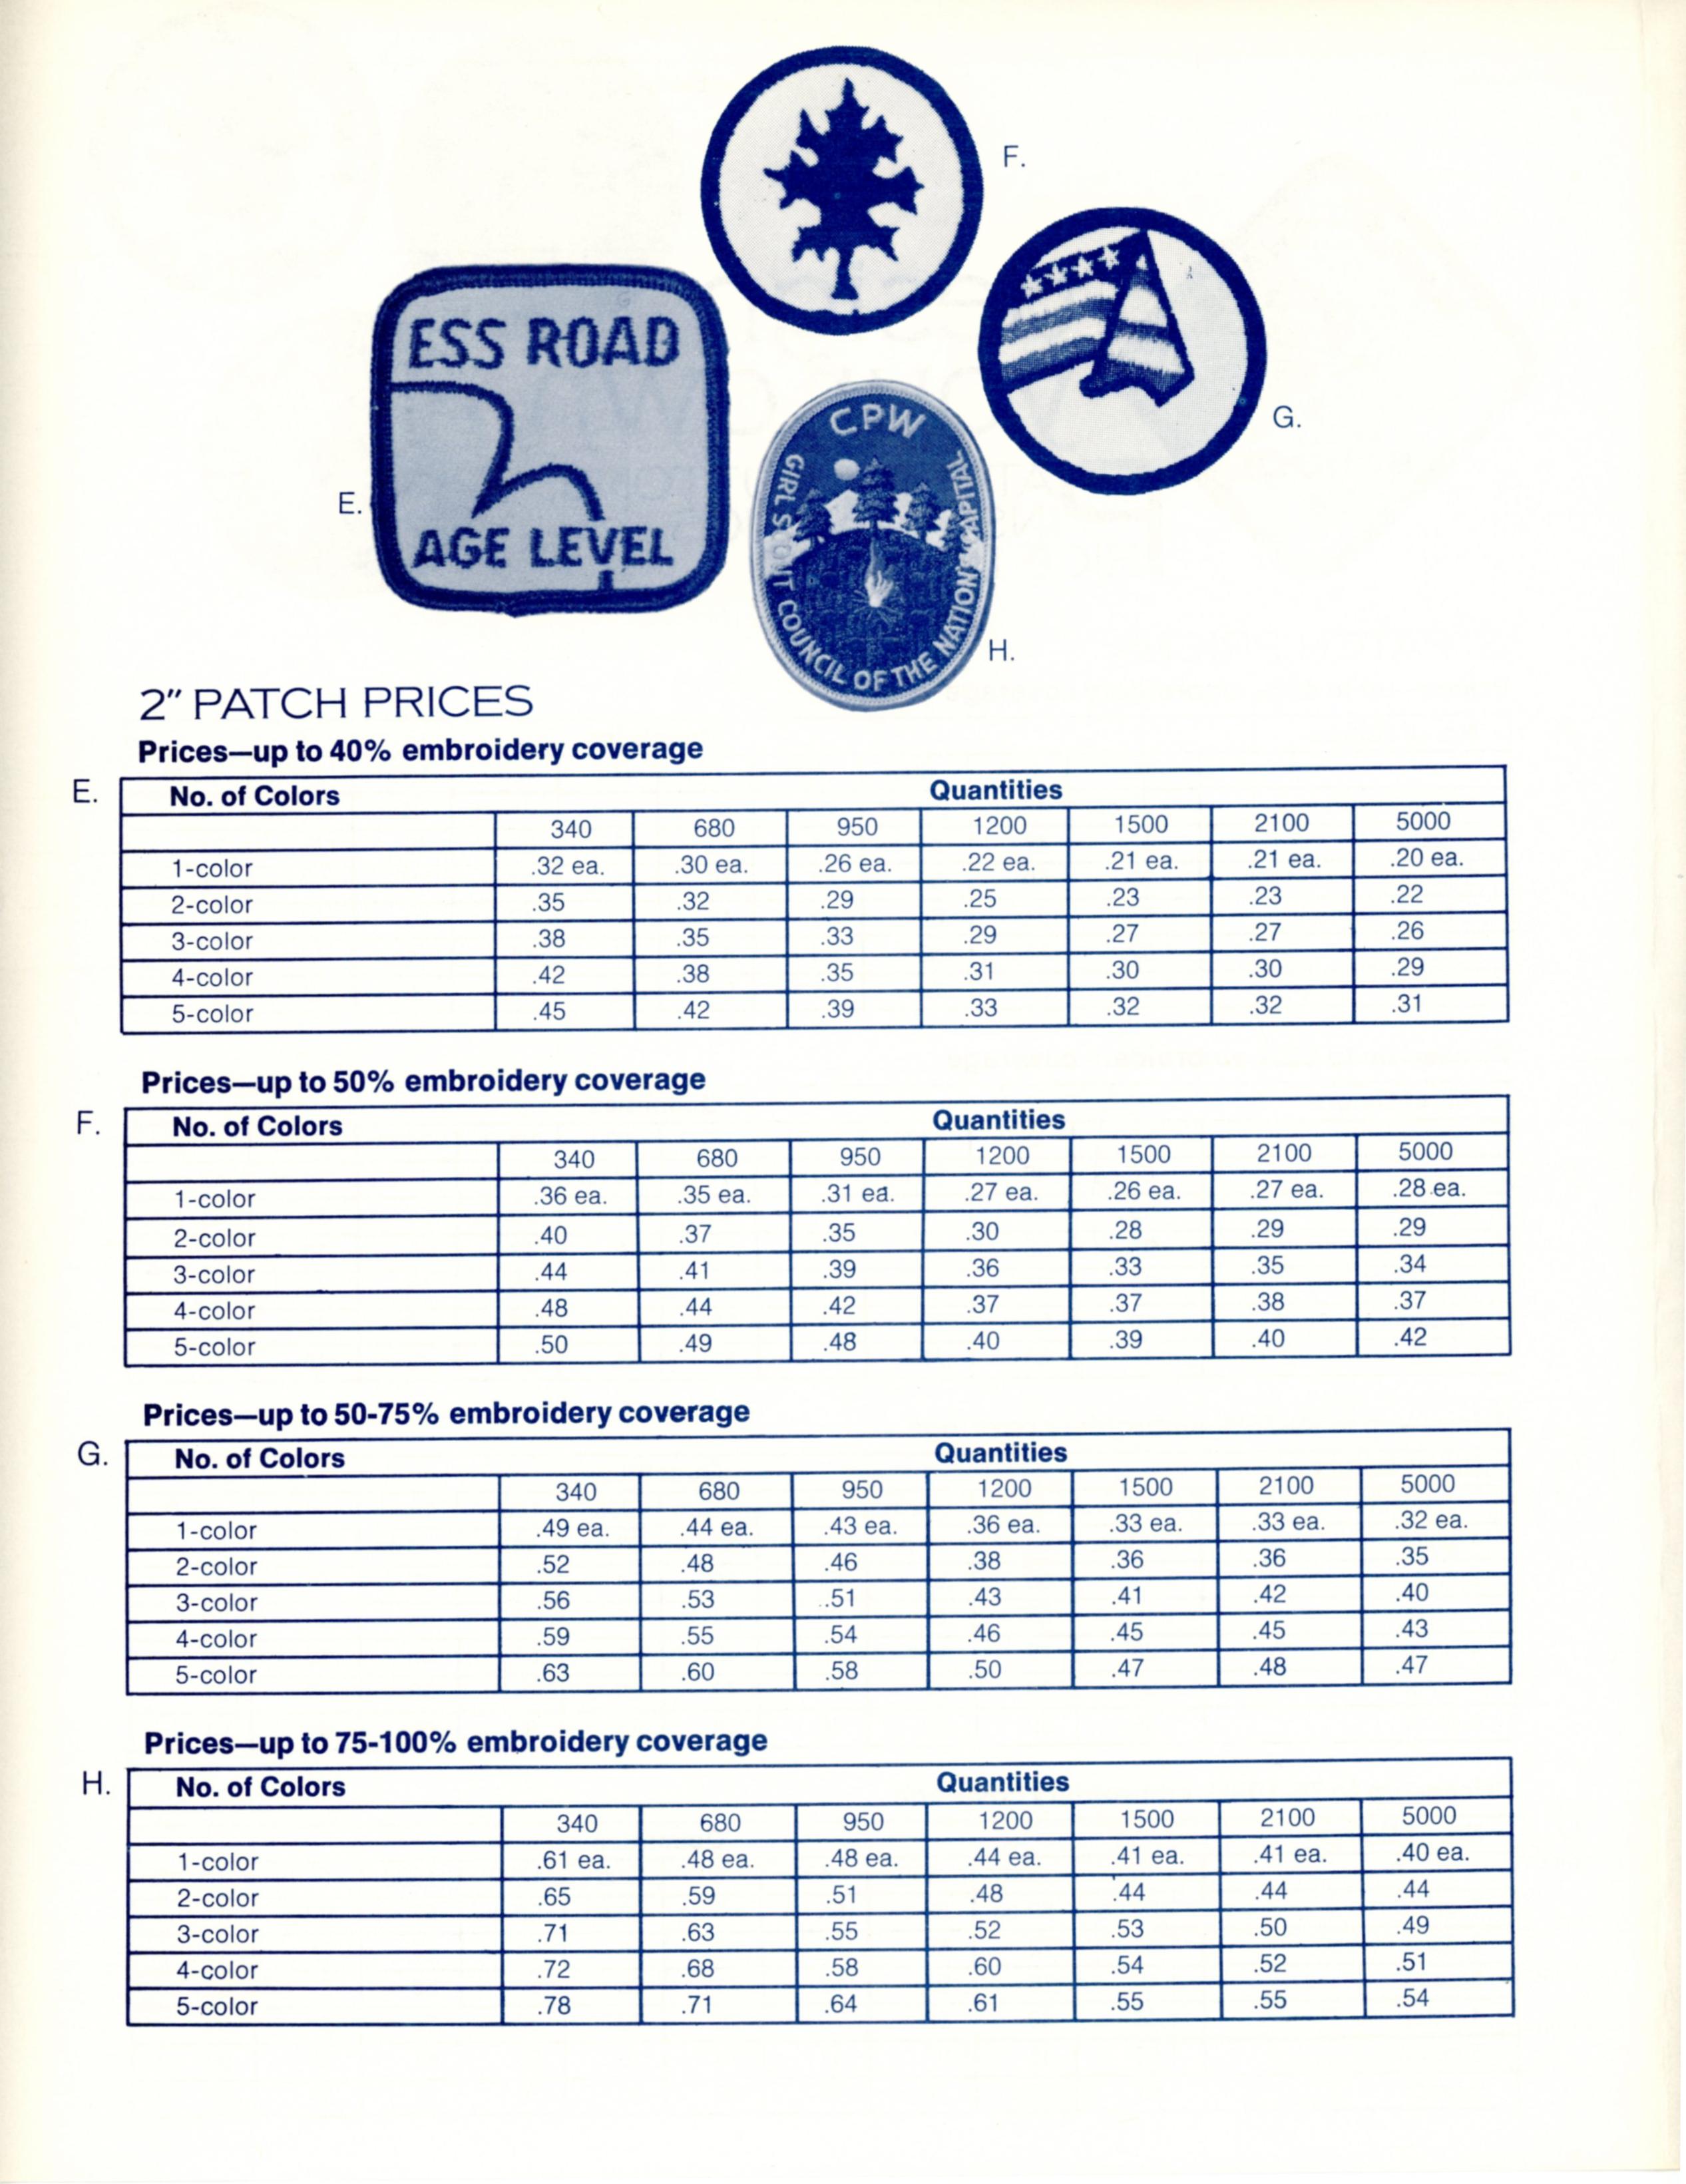 F.
G.
ESS ROAD
AGE LEVEL
E.
CPW
GIRL SCOUT COUNCIL OF THE NATION'S CAPITAL
H.
2" PATCH PRICES
Prices—up to 40% embroidery coverage
E. No. of Colors Quantities
340 680 950 1200 1500 2100 5000
1-color .32 ea. .30 ea. .26 ea. .22 ea. .21 ea. .21 ea. .20 ea.
2-color .35 .32 .29 .25 .23 .23 .22
3-color .38 .35 .33 .29 .27 .27 .26
4-color .42 .38 .35 .31 .30 .30 .29
5-color .45 .42 .39 .33 .32 .32 .31
Prices—up to 50% embroidery coverage
F. No. of Colors Quantities
340 680 950 1200 1500 2100 5000
1-color .36 ea. .35 ea. .31 ea. .27 ea. .26 ea. .27 ea. .28 ea.
2-color .40 .37 .35 .30 .28 .29 .29
3-color .44 .41 .39 .36 .33 .35 .34
4-color .48 .44 .42 .37 .37 .38 .37
5-color .50 .49 .48 .40 .39 .40 .42
Prices—up to 50-75% embroidery coverage
G. No. of Colors Quantities
340 680 950 1200 1500 2100 5000
1-color .49 ea. .44 ea. .43 ea. .36 ea. .33 ea. .33 ea. .32 ea.
2-color .52 .48 .46 .38 .36 .36 .35
3-color .56 .53 .51 .43 .41 .42 .40
4-color .59 .55 .54 .46 .45 .45 .43
5-color .63 .60 .58 .50 .47 .48 .47
Prices—up to 75-100% embroidery coverage
H. No. of Colors Quantities
340 680 950 1200 1500 2100 5000
1-color .61 ea. .48 ea. .48 ea. .44 ea. .41 ea. .41 ea. .40 ea.
2-color .65 .59 .51 .48 .44 .44 .44
3-color .71 .63 .55 .52 .53 .50 .49
4-color .72 .68 .58 .60 .54 .52 .51
5-color .78 .71 .64 .61 .55 .55 .54